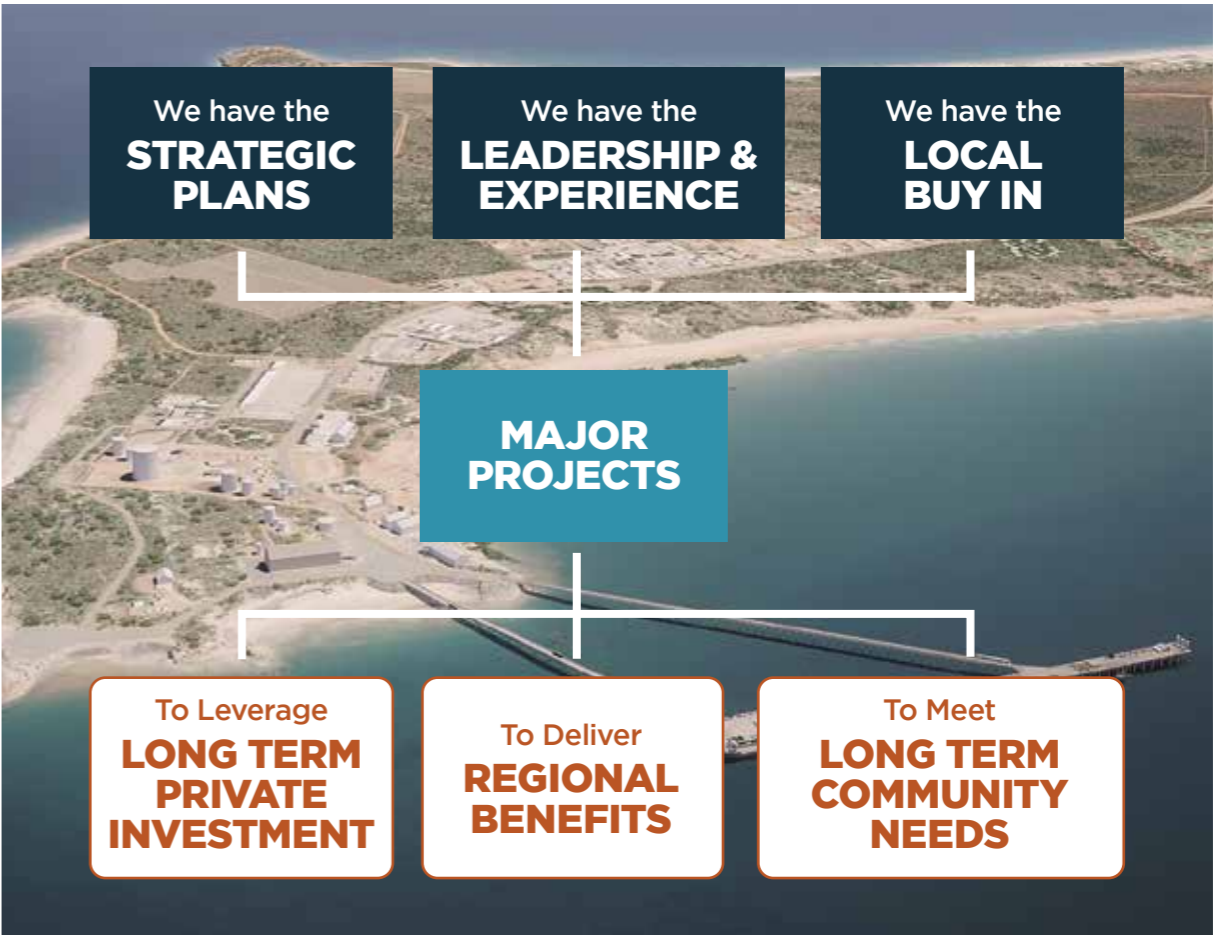 We have the
STRATEGIC
PLANS
We have the
LEADERSHIP &
EXPERIENCE
We have the
LOCAL
BUY IN
MAJOR
PROJECTS
To Leverage
LONG TERM
PRIVATE
INVESTMENT
To Deliver
REGIONAL
BENEFITS
To Meet
LONG TERM
COMMUNITY
NEEDS